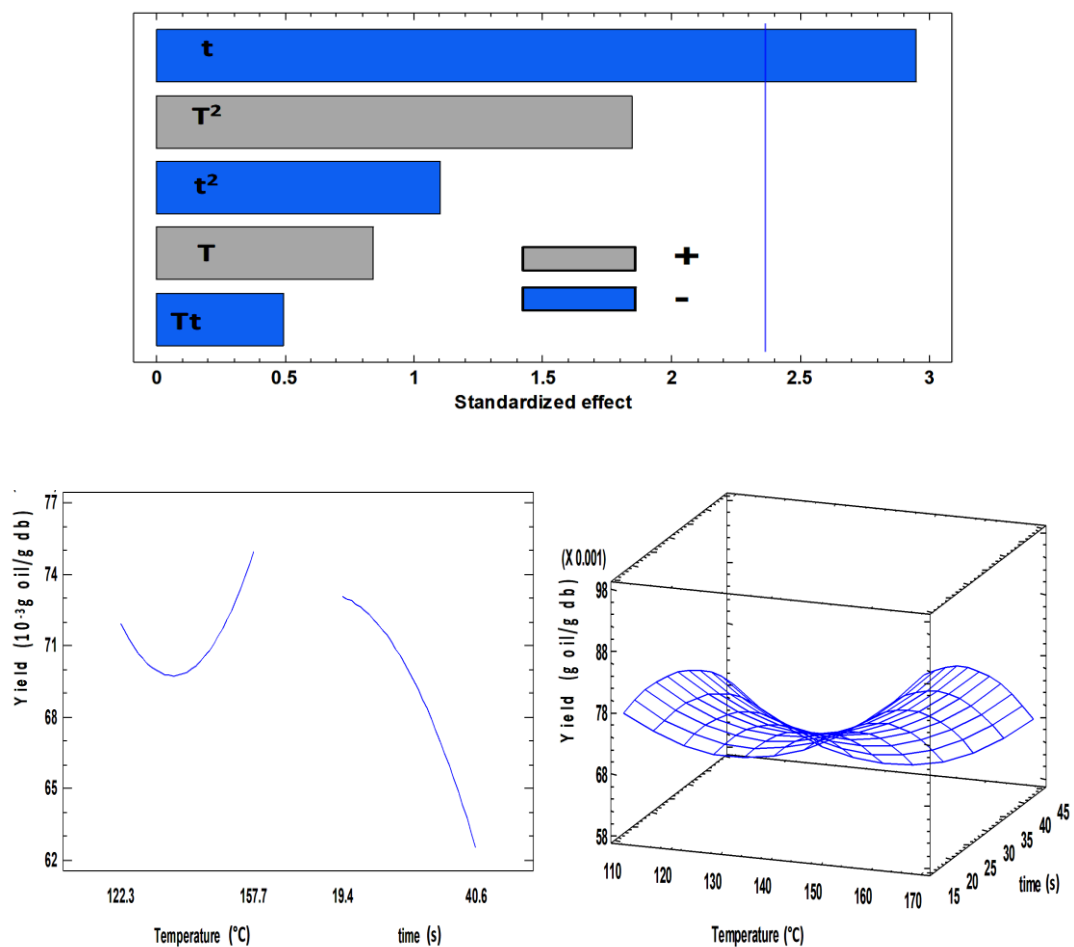 t
T²
t²
T
+
-
Tt
0 0.5 1 1.5 2 2.5 3
Standardized effect
77
74
71
68
65
62
Yield (10⁻³g oil/g db)
122.3 157.7 19.4 40.6
Temperature (°C) time (s)
(X 0.001)
98
88
78
68
58
Yield (g oil/g db)
110 120 130 140 150 160 170
15 20 25 30 35 40 45
time (s)
Temperature (°C)